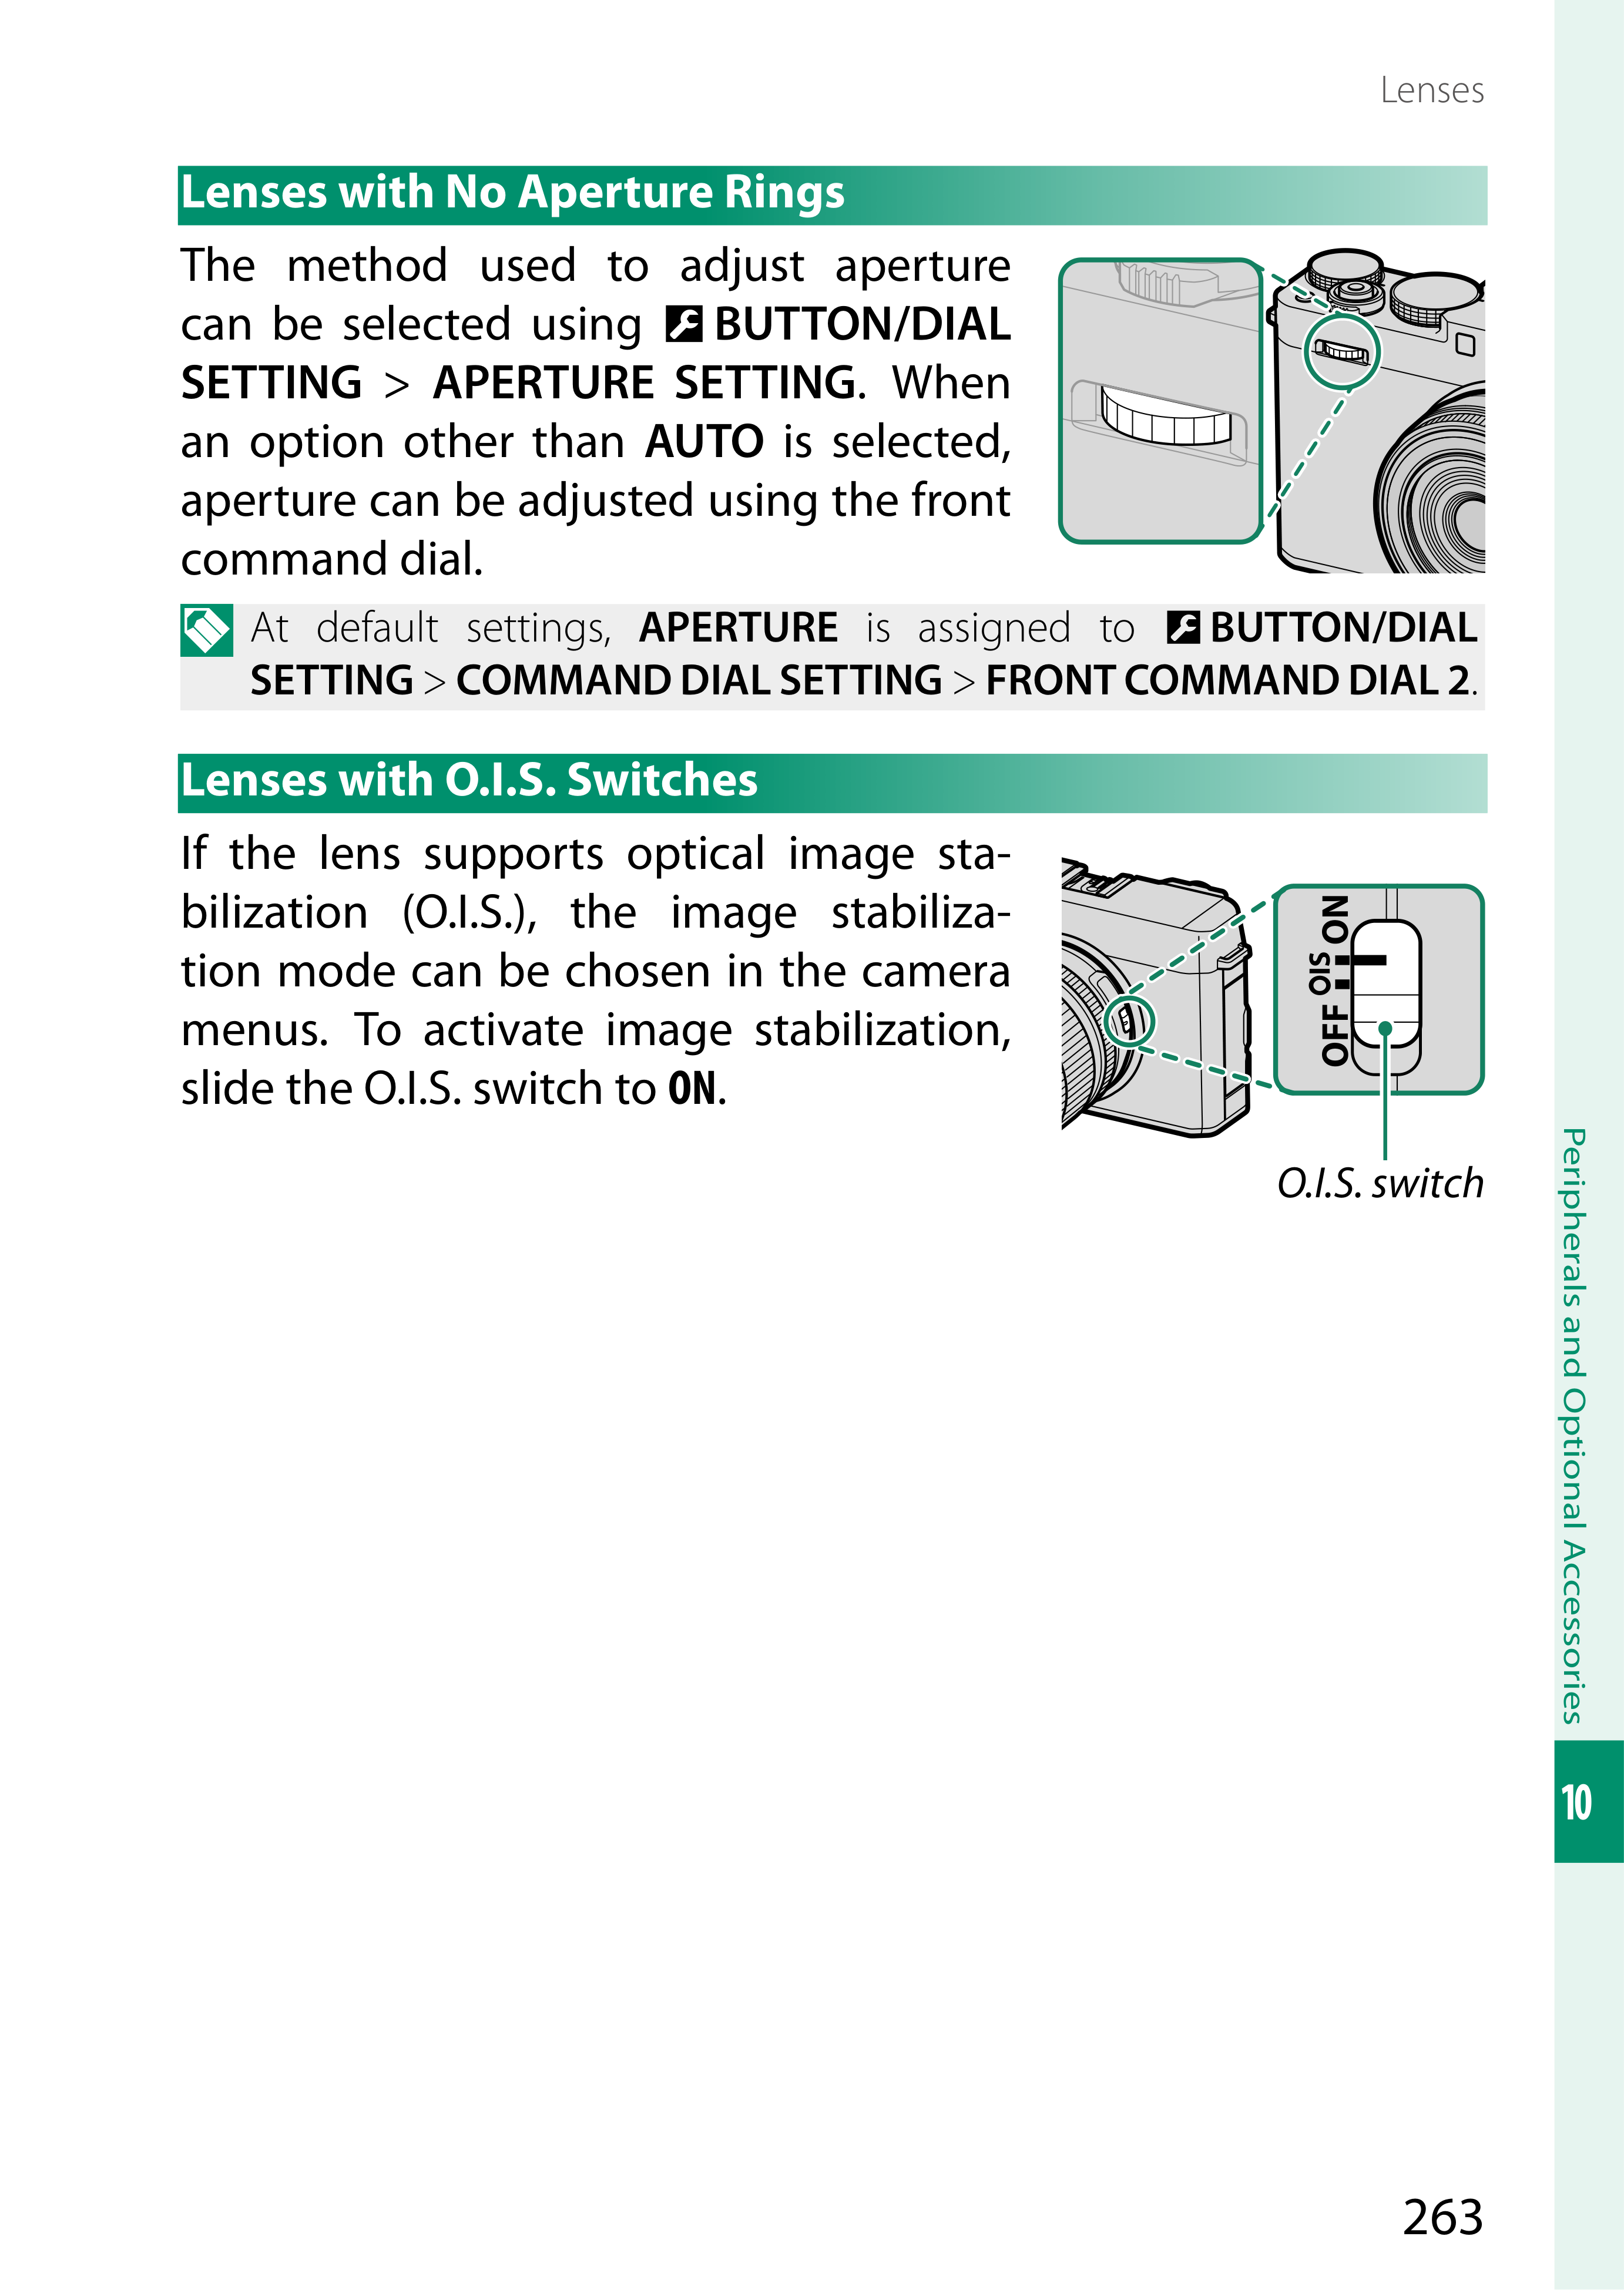 Lenses
Lenses with No Aperture Rings
The method used to adjust aperture
can be selected using BUTTON/DIAL
SETTING > APERTURE SETTING. When
an option other than AUTO is selected,
aperture can be adjusted using the front
command dial.
At default settings, APERTURE is assigned to BUTTON/DIAL
SETTING > COMMAND DIAL SETTING > FRONT COMMAND DIAL 2.
Lenses with O.I.S. Switches
If the lens supports optical image sta-
bilization (O.I.S.), the image stabiliza-
tion mode can be chosen in the camera
menus. To activate image stabilization,
slide the O.I.S. switch to ON.
OFF OIS ON
O.I.S. switch
Peripherals and Optional Accessories
10
263